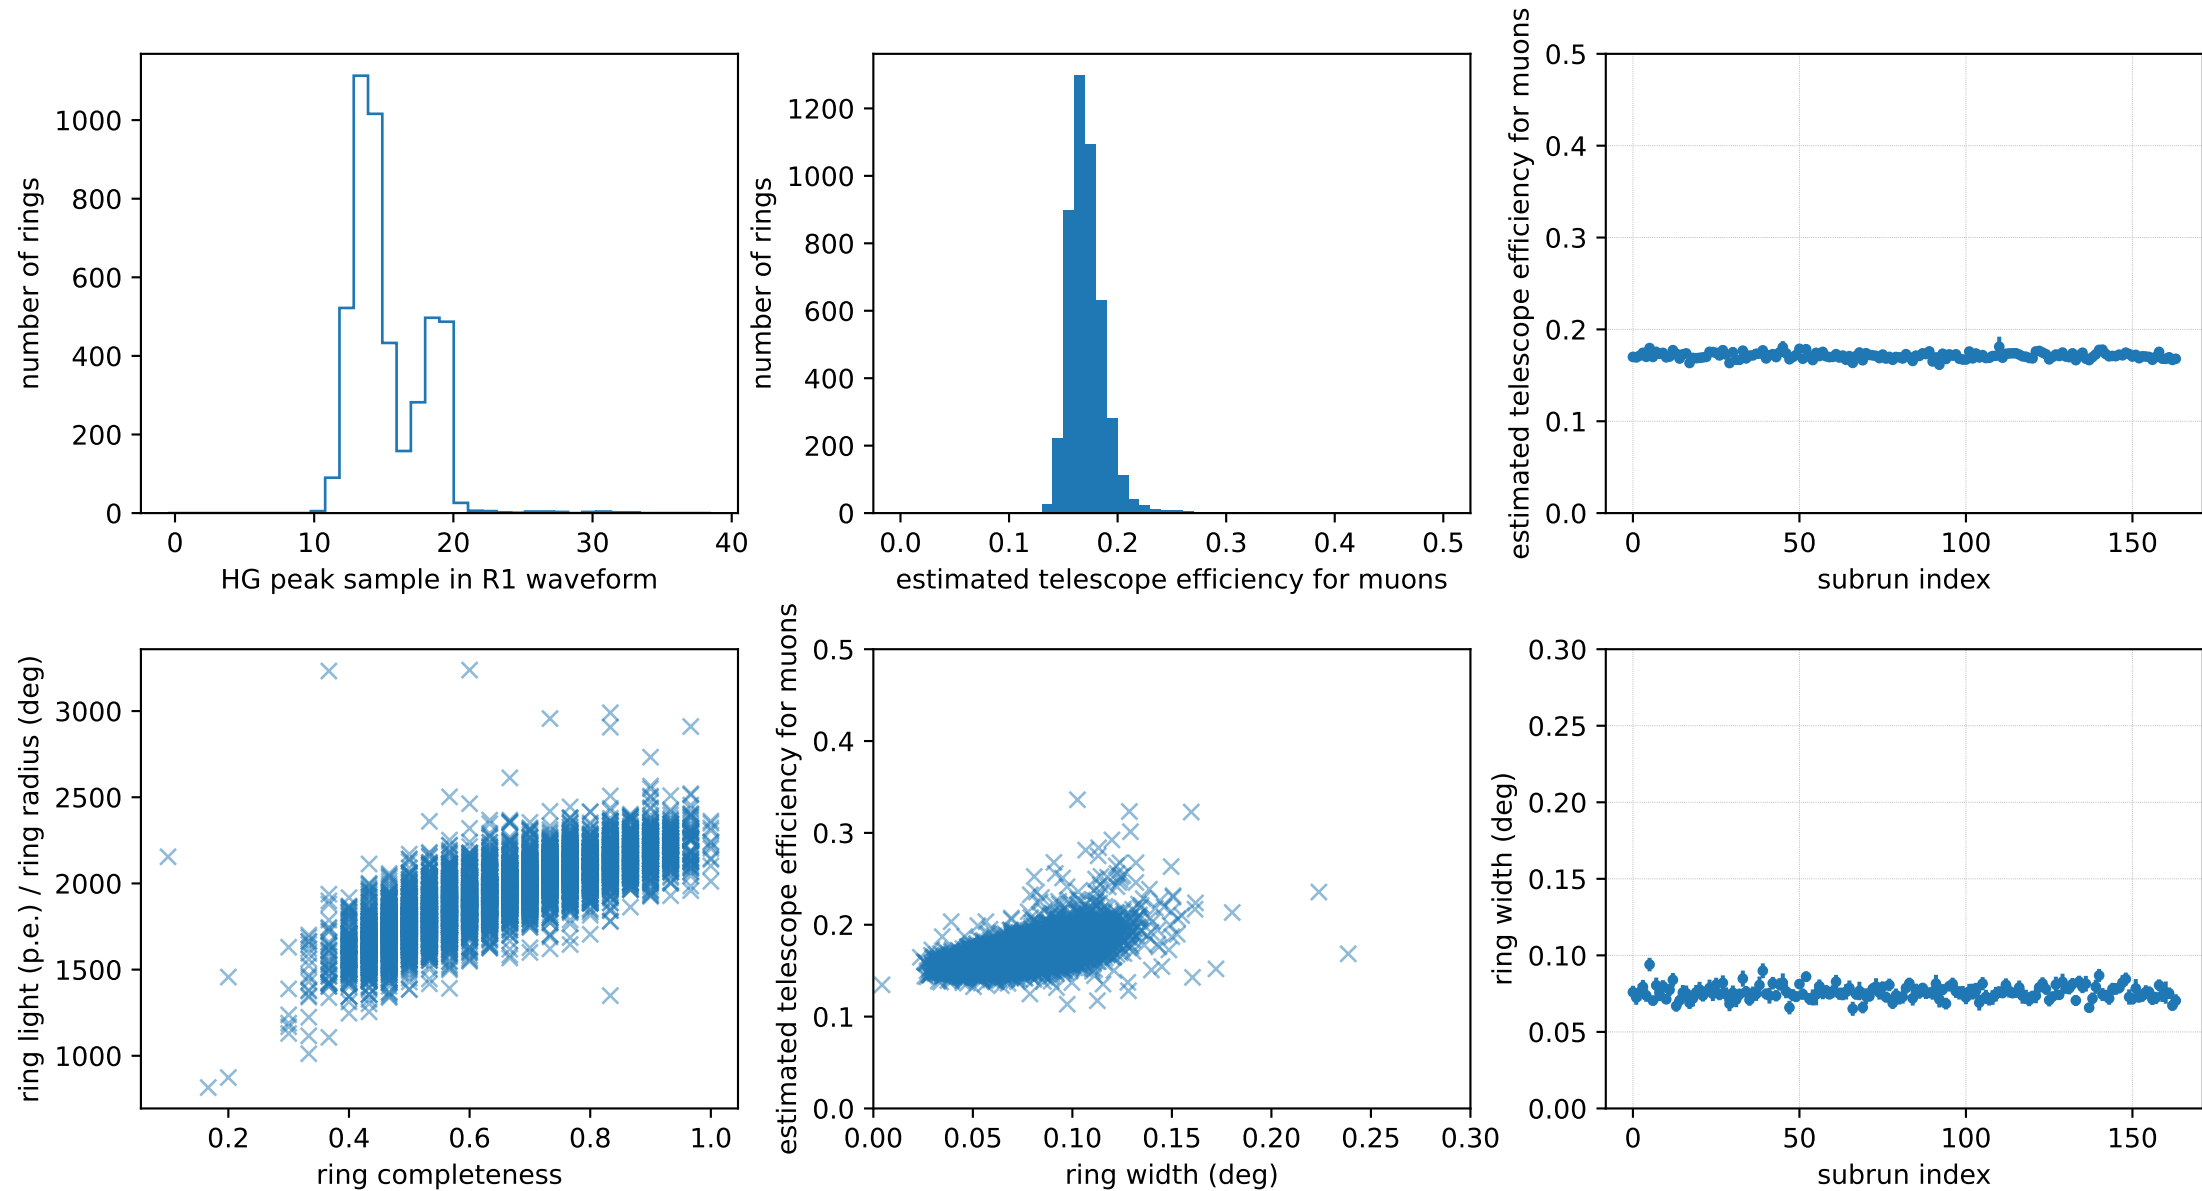 number of rings
1000
800
600
400
200
0
0 10 20 30 40
HG peak sample in R1 waveform
number of rings
1200
1000
800
600
400
200
0
0.0 0.1 0.2 0.3 0.4 0.5
estimated telescope efficiency for muons
estimated telescope efficiency for muons
0.5
0.4
0.3
0.2
0.1
0.0
0 50 100 150
subrun index
ring light (p.e.) / ring radius (deg)
3000
2500
2000
1500
1000
0.2 0.4 0.6 0.8 1.0
ring completeness
estimated telescope efficiency for muons
0.5
0.4
0.3
0.2
0.1
0.0
0.00 0.05 0.10 0.15 0.20 0.25 0.30
ring width (deg)
ring width (deg)
0.30
0.25
0.20
0.15
0.10
0.05
0.00
0 50 100 150
subrun index